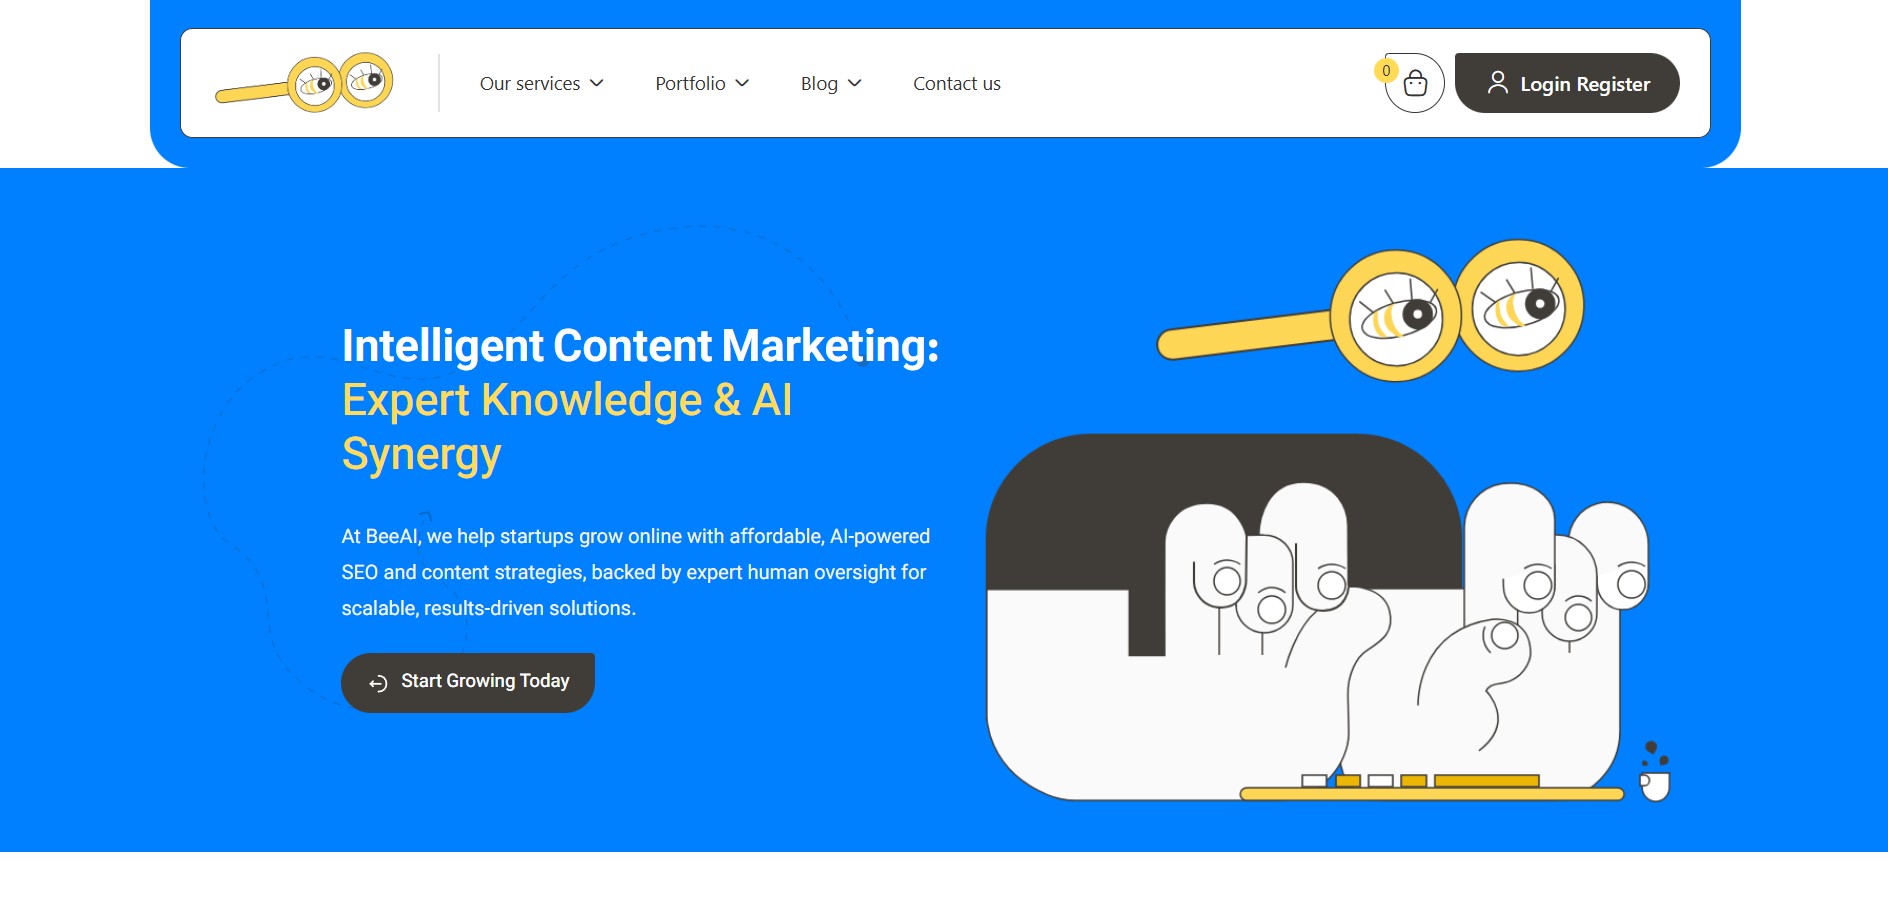 Our services
Portfolio
Blog
Contact us
0
Login Register
Intelligent Content Marketing:
Expert Knowledge & AI
Synergy
At BeeAI, we help startups grow online with affordable, AI-powered
SEO and content strategies, backed by expert human oversight for
scalable, results-driven solutions.
Start Growing Today